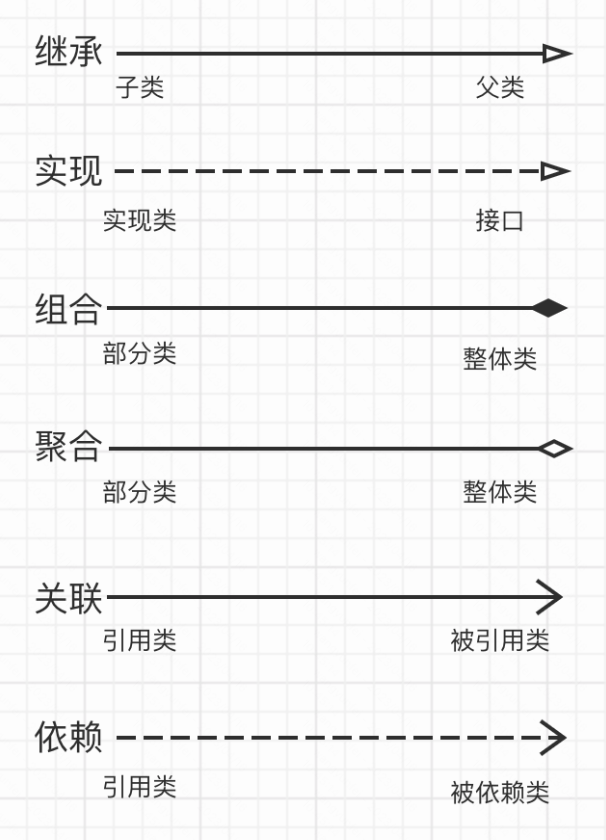 继承
子类 父类
实现
实现类 接口
组合
部分类 整体类
聚合
部分类 整体类
关联
引用类 被引用类
依赖
引用类 被依赖类